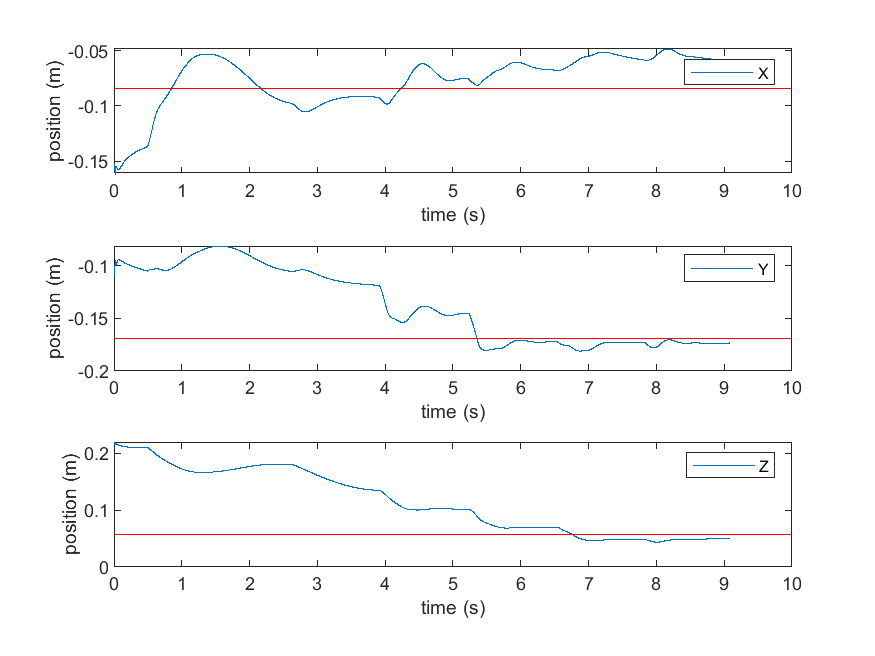 -0.05
-0.1
-0.15
position (m)
X
0 1 2 3 4 5 6 7 8 9 10
time (s)
-0.1
-0.15
-0.2
position (m)
Y
0 1 2 3 4 5 6 7 8 9 10
time (s)
0.2
0.1
0
position (m)
Z
0 1 2 3 4 5 6 7 8 9 10
time (s)